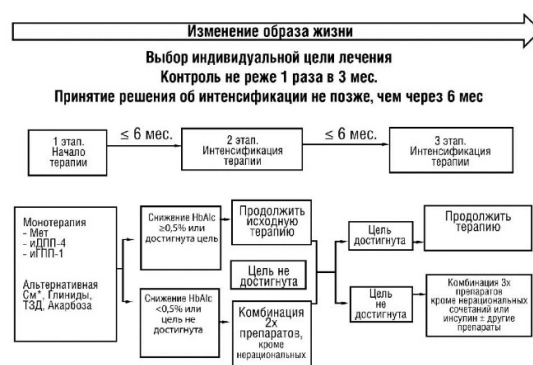 Изменение образа жизни
Выбор индивидуальной цели лечения
Контроль не реже 1 раза в 3 мес.
Принятие решения об интенсификации не позже, чем через 6 мес
1 этап.
Начало
терапии
≤ 6 мес.
2 этап.
Интенсификация
терапии
≤ 6 мес.
3 этап.
Интенсификация
терапии
Монотерапия
- Мет
- иДПП-4
- иГПП-1
Альтернативная
См*, Глиниды,
ТЗД, Акарбоза
Снижение HbAlc
≥0,5% или
достигнута цель
Снижение HbAlc
<0,5% или
цель не
достигнута
Продолжить
исходную
терапию
Цель не
достигнута
Комбинация
2х
препаратов,
кроме
нерациональных
Цель
достигнута
Цель
не
достигнута
Продолжить
терапию
Комбинация 3х
препаратов
кроме нерациональных
сочетаний или
инсулин ± другие
препараты